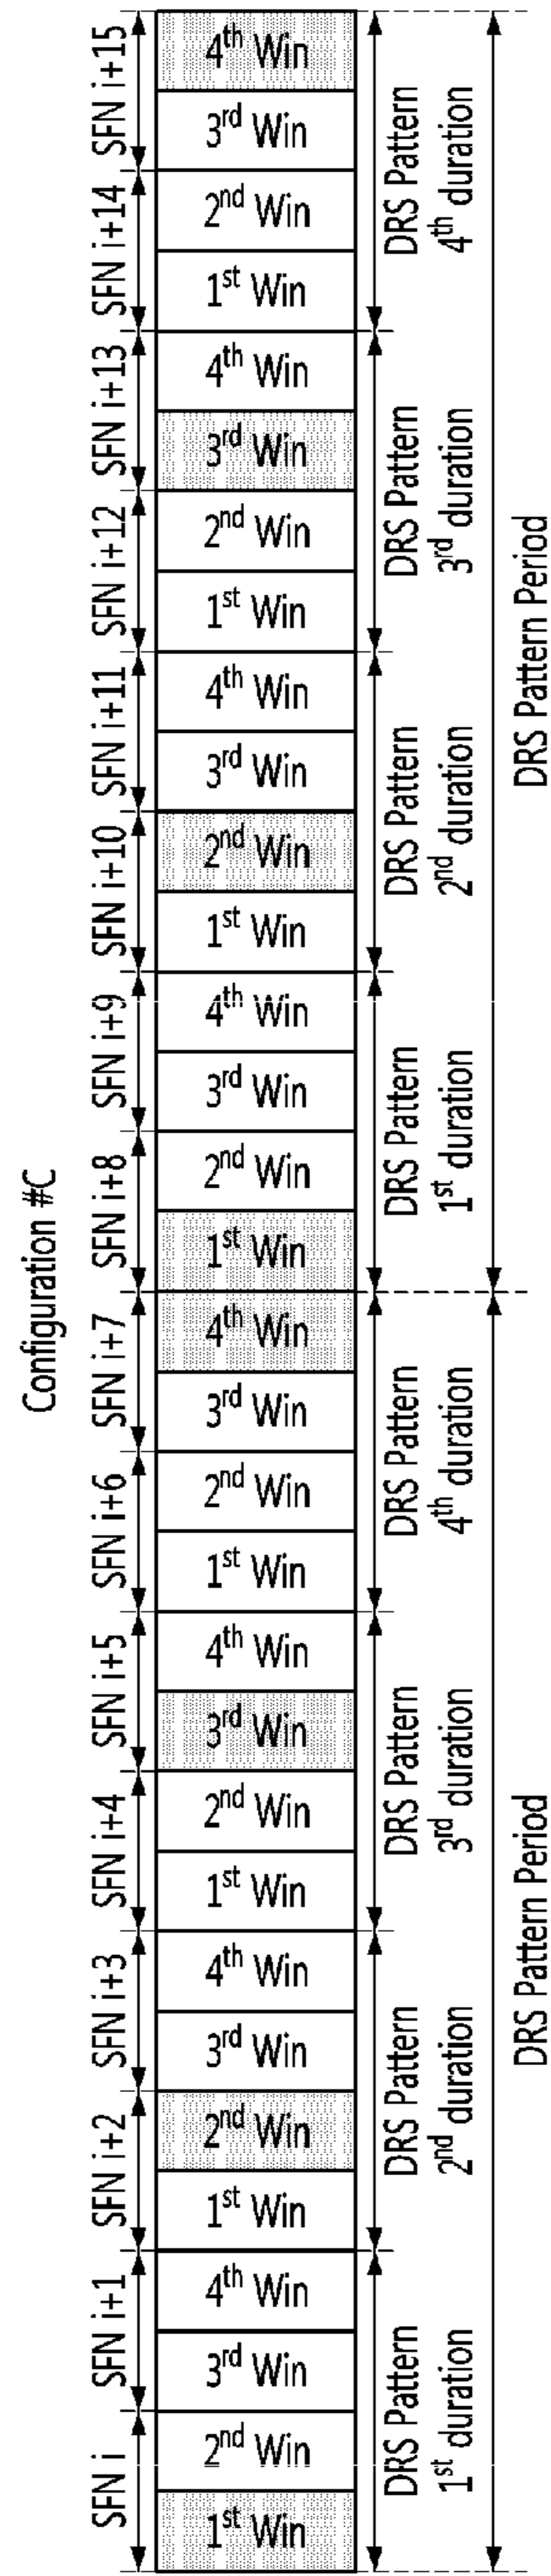 Configuration #C
SFN i
SFN i+1
SFN i+2
SFN i+3
SFN i+4
SFN i+5
SFN i+6
SFN i+7
SFN i+8
SFN i+9
SFN i+10
SFN i+11
SFN i+12
SFN i+13
SFN i+14
SFN i+15
1st Win
2nd Win
3rd Win
4th Win
1st Win
2nd Win
3rd Win
4th Win
1st Win
2nd Win
3rd Win
4th Win
1st Win
2nd Win
3rd Win
4th Win
1st Win
2nd Win
3rd Win
4th Win
1st Win
2nd Win
3rd Win
4th Win
1st Win
2nd Win
3rd Win
4th Win
1st Win
2nd Win
3rd Win
4th Win
DRS Pattern
1st duration
DRS Pattern
2nd duration
DRS Pattern
3rd duration
DRS Pattern
4th duration
DRS Pattern
1st duration
DRS Pattern
2nd duration
DRS Pattern
3rd duration
DRS Pattern
4th duration
DRS Pattern Period
DRS Pattern Period